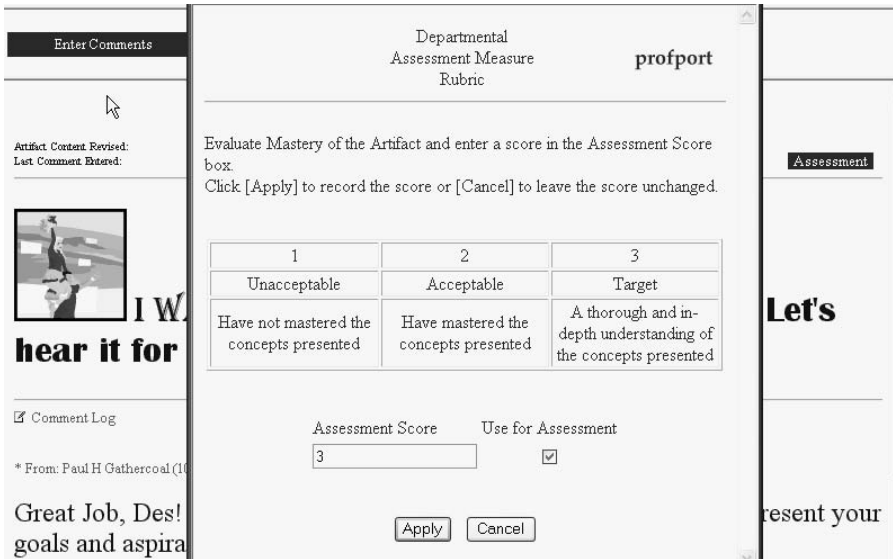 Enter Comments
Departmental
Assessment Measure
Rubric
profport
Artifact Content Revised:
Last Comment Entered:
Assessment
Evaluate Mastery of the Artifact and enter a score in the Assessment Score
box.
Click [Apply] to record the score or [Cancel] to leave the score unchanged.
1 2 3
Unacceptable Acceptable Target
Have not mastered the
concepts presented
Have mastered the
concepts presented
A thorough and in-
depth understanding of
the concepts presented
I Let's
hear it for
Comment Log
Assessment Score Use for Assessment
3
* From: Paul H Gathercoal
Great Job, Des! resent your
goals and
Apply Cancel